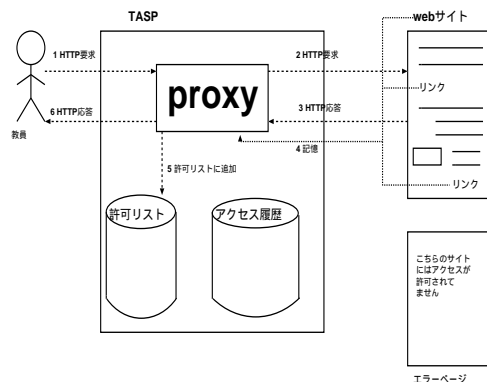 TASP
webサイト
1 HTTP要求
2 HTTP要求
proxy
リンク
6 HTTP応答
3 HTTP応答
教員
4 記憶
5 許可リストに追加
リンク
許可リスト
アクセス履歴
こちらのサイト
にはアクセスが
許可されて
ません
エラーページ